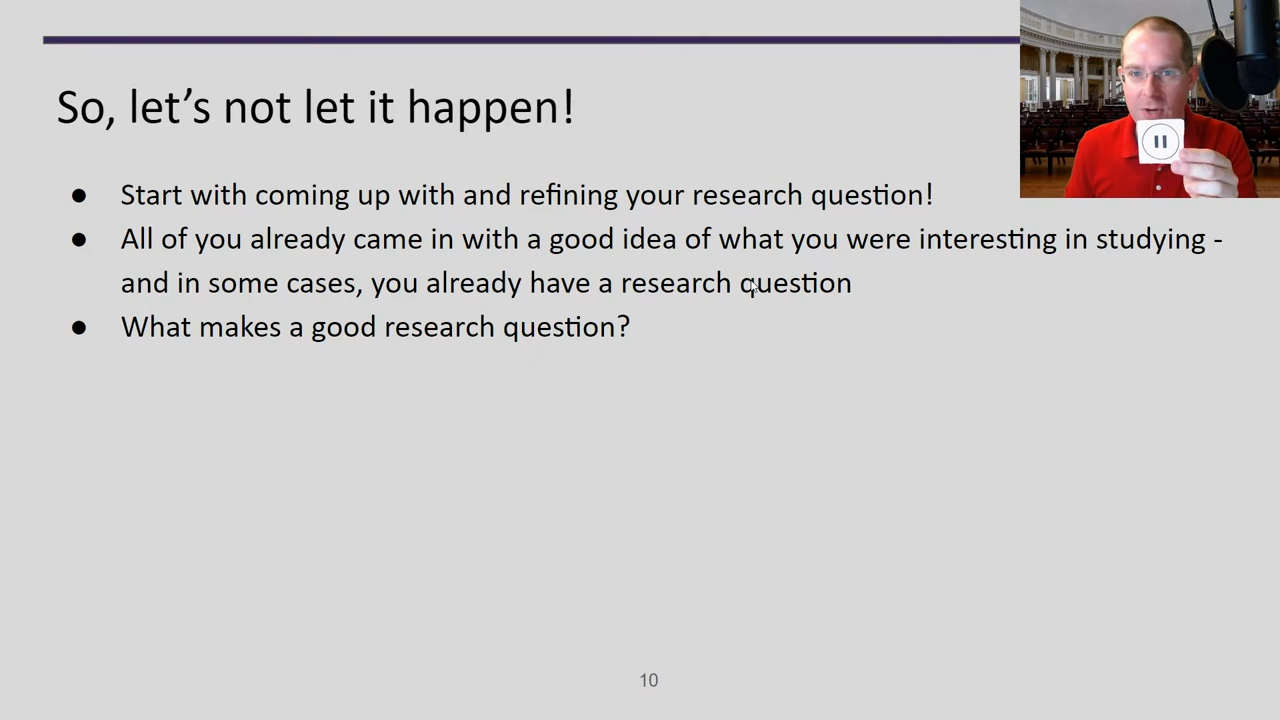 So, let's not let it happen!
● Start with coming up with and refining your research question!
● All of you already came in with a good idea of what you were interesting in studying -
and in some cases, you already have a research question
● What makes a good research question?
10